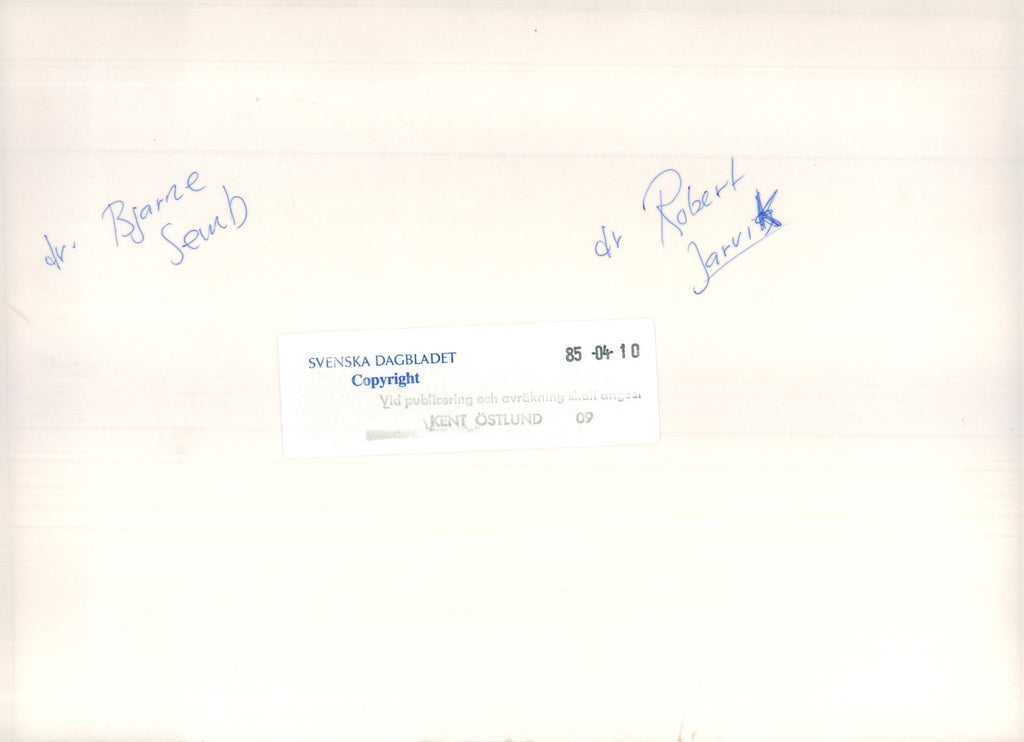 dr. Bjarne
Semb
dr Robert
Jarvik
SVENSKA DAGBLADET
85 -04- 10
Copyright
Vid publicering och avräkning skall anges:
KENT ÖSTLUND 09